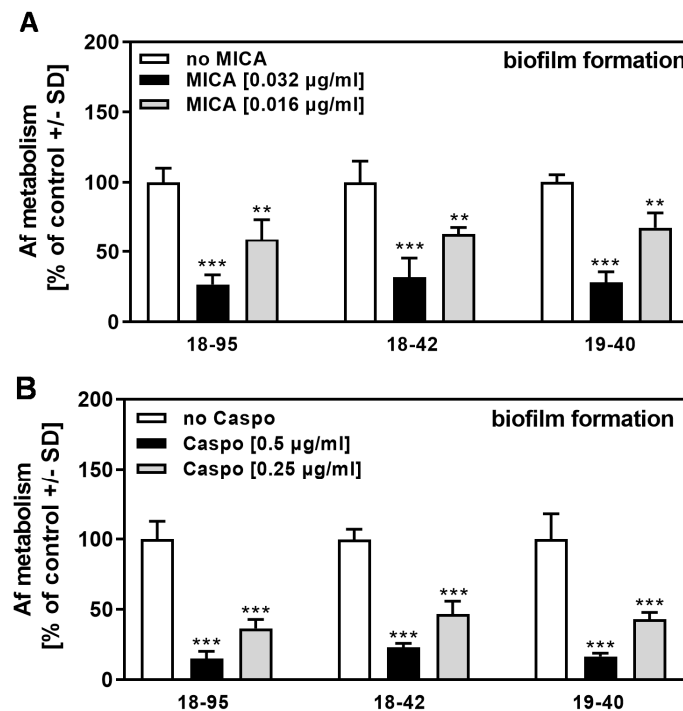 A
Af metabolism
[% of control +/- SD]
200
150
100
50
0
no MICA
MICA [0.032 µg/ml]
MICA [0.016 µg/ml]
biofilm formation
***
**
***
**
***
**
18-95
18-42
19-40
B
Af metabolism
[% of control +/- SD]
200
150
100
50
0
no Caspo
Caspo [0.5 µg/ml]
Caspo [0.25 µg/ml]
biofilm formation
***
***
***
***
***
***
18-95
18-42
19-40